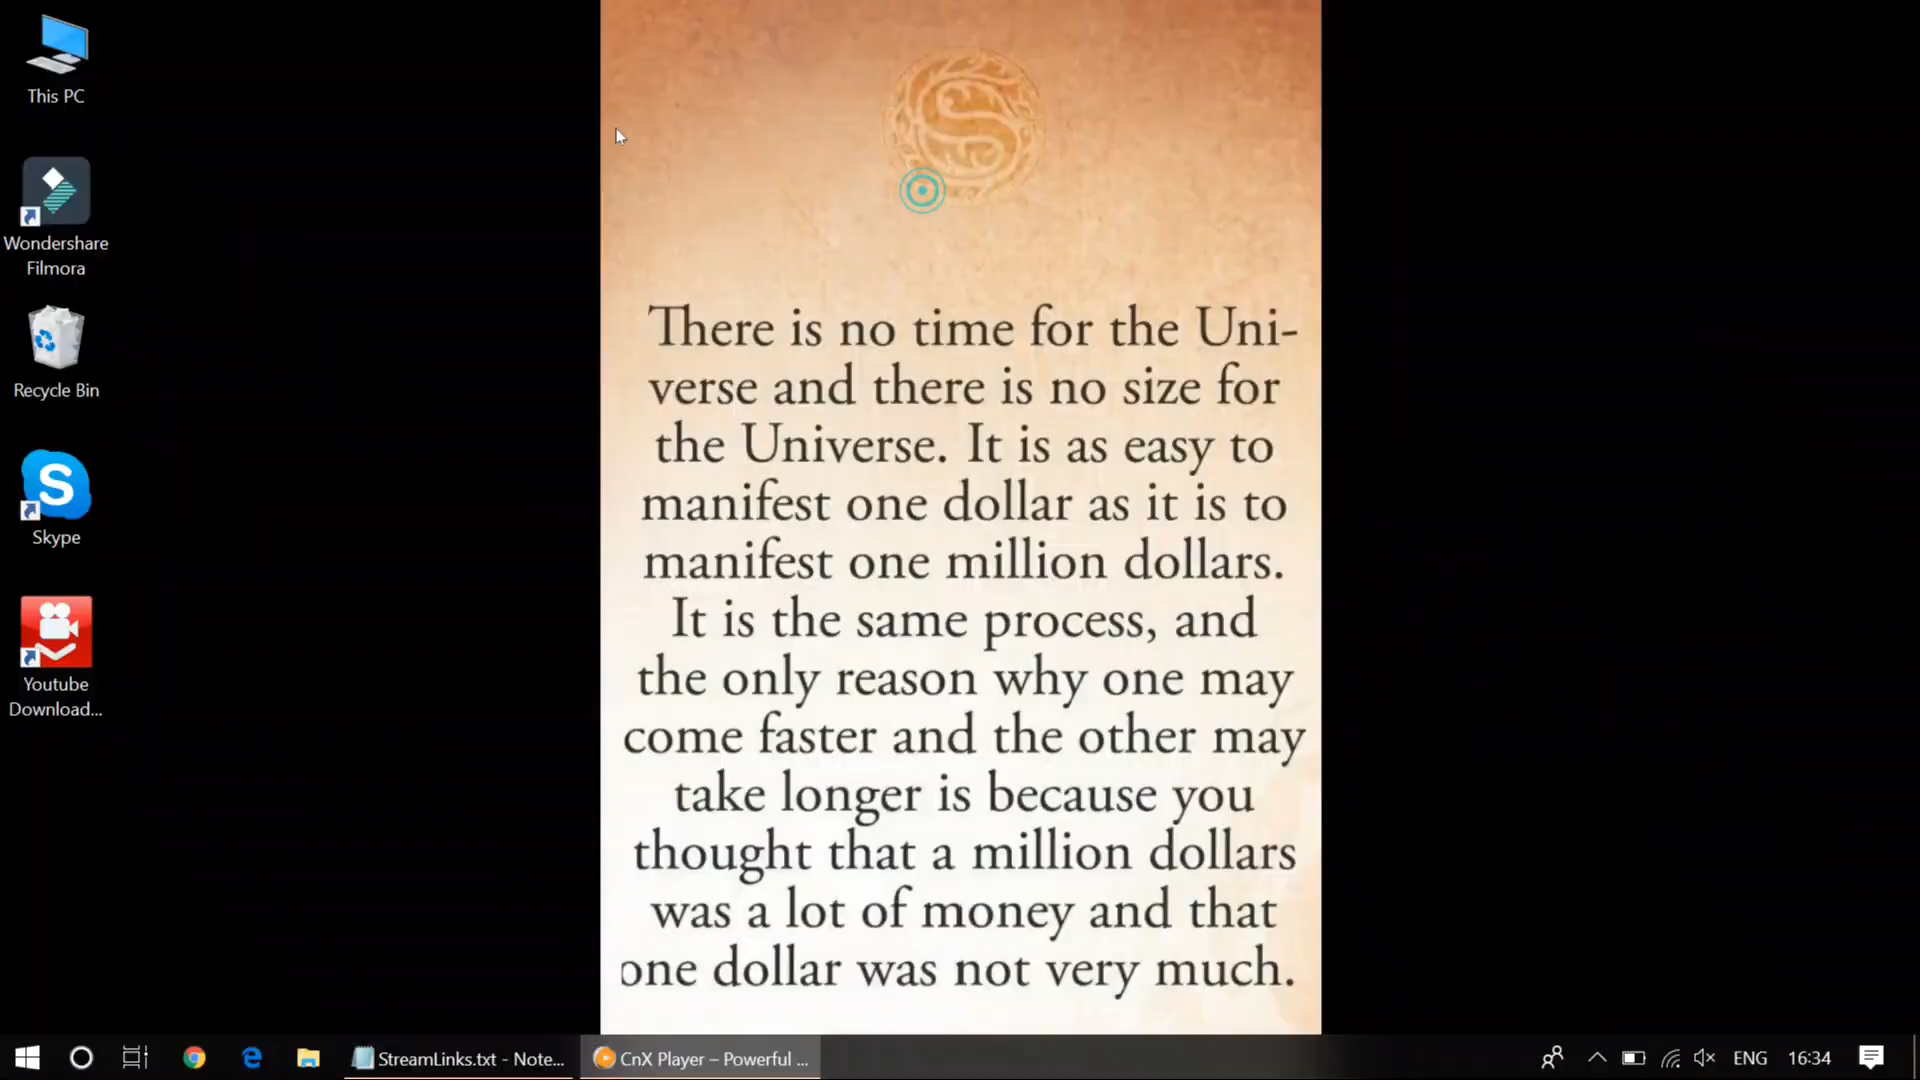 This PC
Wondershare
Filmora
Recycle Bin
S
Skype
Youtube
Download...
S
There is no time for the Uni-
verse and there is no size for
the Universe. It is as easy to
manifest one dollar as it is to
manifest one million dollars.
It is the same process, and
the only reason why one may
come faster and the other may
take longer is because you
thought that a million dollars
was a lot of money and that
one dollar was not very much.
StreamLinks.txt - Note...
CnX Player – Powerful ...
ENG
16:34